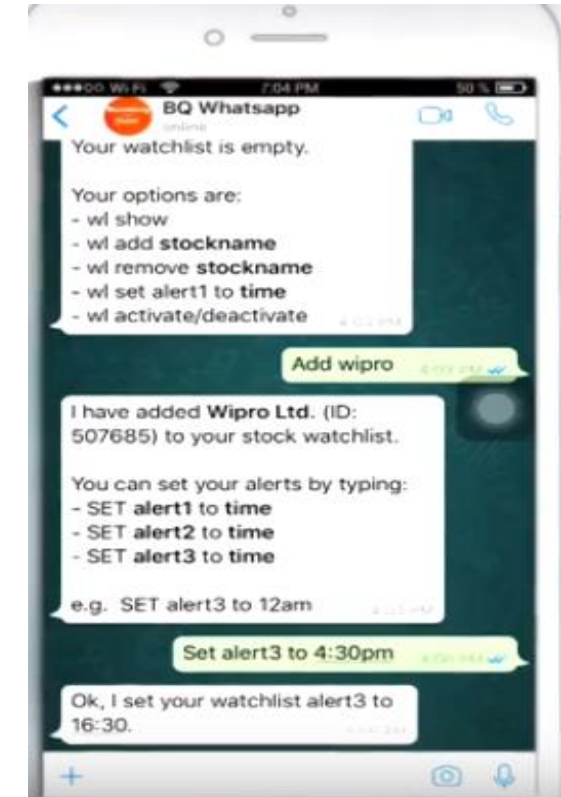 WiFi
7:04 PM
50 %
BQ Whatsapp
online
Your watchlist is empty.
Your options are:
- wl show
- wl add stockname
- wl remove stockname
- wl set alert1 to time
- wl activate/deactivate
Add wipro
I have added Wipro Ltd. (ID:
507685) to your stock watchlist.
You can set your alerts by typing:
- SET alert1 to time
- SET alert2 to time
- SET alert3 to time
e.g. SET alert3 to 12am
Set alert3 to 4:30pm
Ok, I set your watchlist alert3 to
16:30.